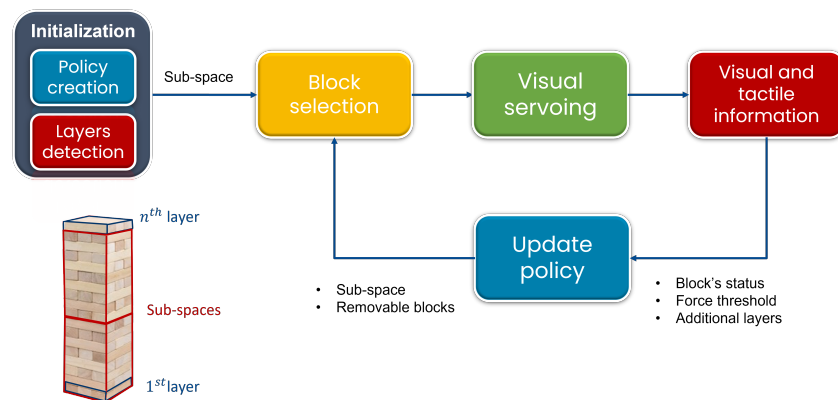 Initialization
Policy
creation
Layers
detection
Sub-space
Block
selection
Visual
servoing
Visual and
tactile
information
Update
policy
• Sub-space
• Removable blocks
• Block's status
• Force threshold
• Additional layers
nᵗʰ layer
Sub-spaces
1ˢᵗ layer